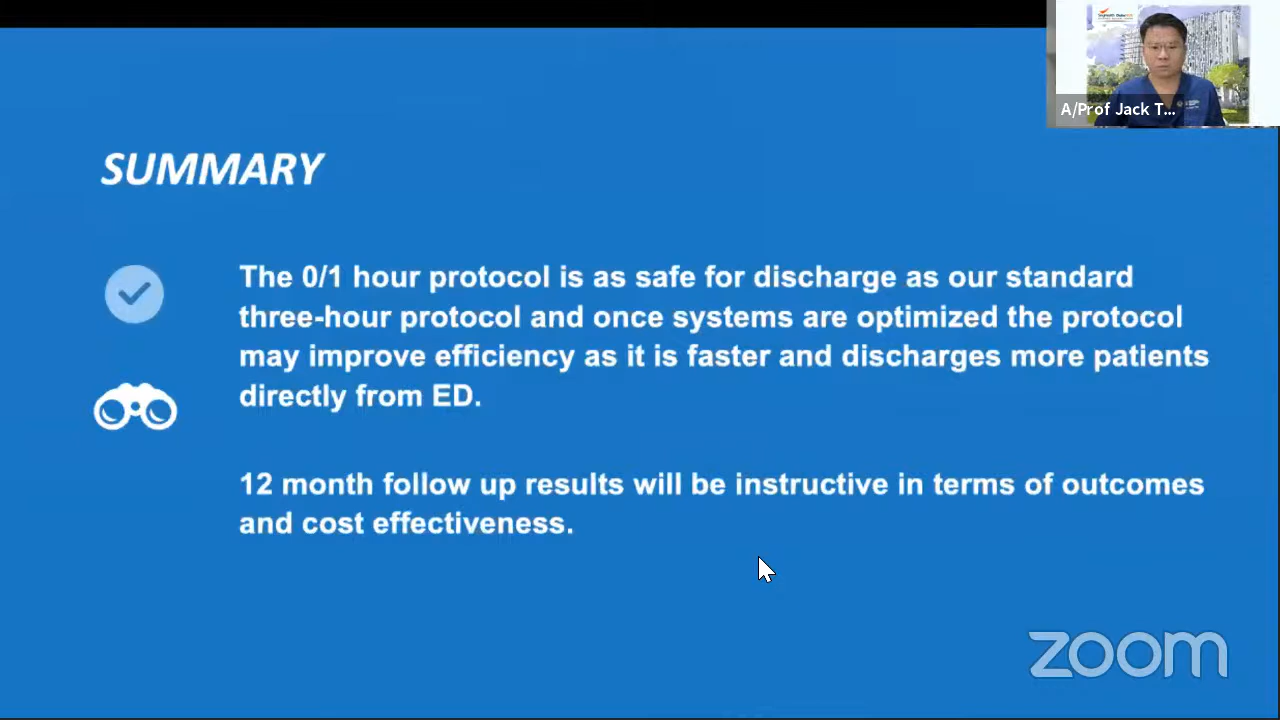 A/Prof Jack T...
SUMMARY
The 0/1 hour protocol is as safe for discharge as our standard
three-hour protocol and once systems are optimized the protocol
may improve efficiency as it is faster and discharges more patients
directly from ED.
12 month follow up results will be instructive in terms of outcomes
and cost effectiveness.
zoom